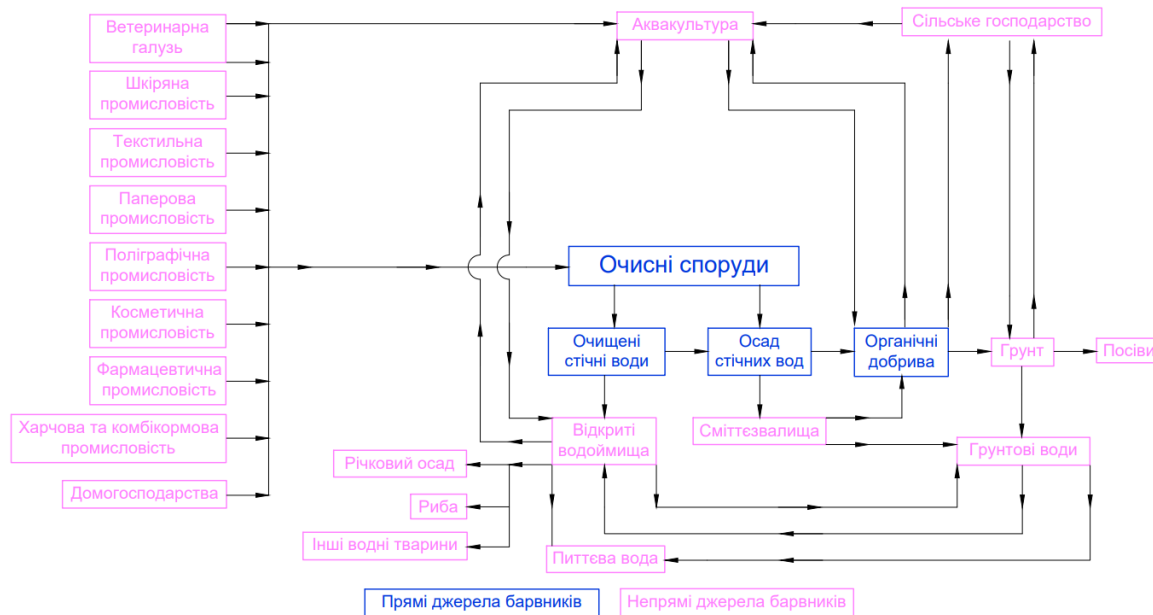 Ветеринарна
галузь
Аквакультура
Сільське господарство
Шкіряна
промисловість
Текстильна
промисловість
Паперова
промисловість
Поліграфічна
промисловість
Очисні споруди
Косметична
промисловість
Очищені
стічні води
Осад
стічних вод
Органічні
добрива
Грунт
Посіви
Фармацевтична
промисловість
Харчова та комбікормова
промисловість
Відкриті
водоймища
Сміттєзвалища
Грунтові води
Річковий осад
Домогосподарства
Риба
Інші водні тварини
Питтєва вода
Прямі джерела барвників
Непрямі джерела барвників